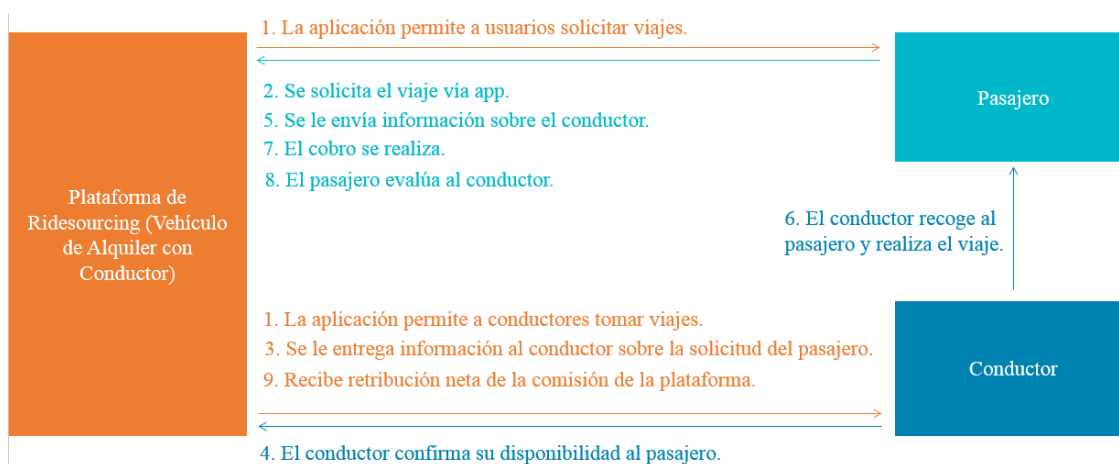 1. La aplicación permite a usuarios solicitar viajes.
2. Se solicita el viaje vía app.
5. Se le envía información sobre el conductor.
7. El cobro se realiza.
8. El pasajero evalúa al conductor.
Pasajero
Plataforma de
Ridesourcing (Vehículo
de Alquiler con
Conductor)
6. El conductor recoge al
pasajero y realiza el viaje.
1. La aplicación permite a conductores tomar viajes.
3. Se le entrega información al conductor sobre la solicitud del pasajero.
9. Recibe retribución neta de la comisión de la plataforma.
Conductor
4. El conductor confirma su disponibilidad al pasajero.